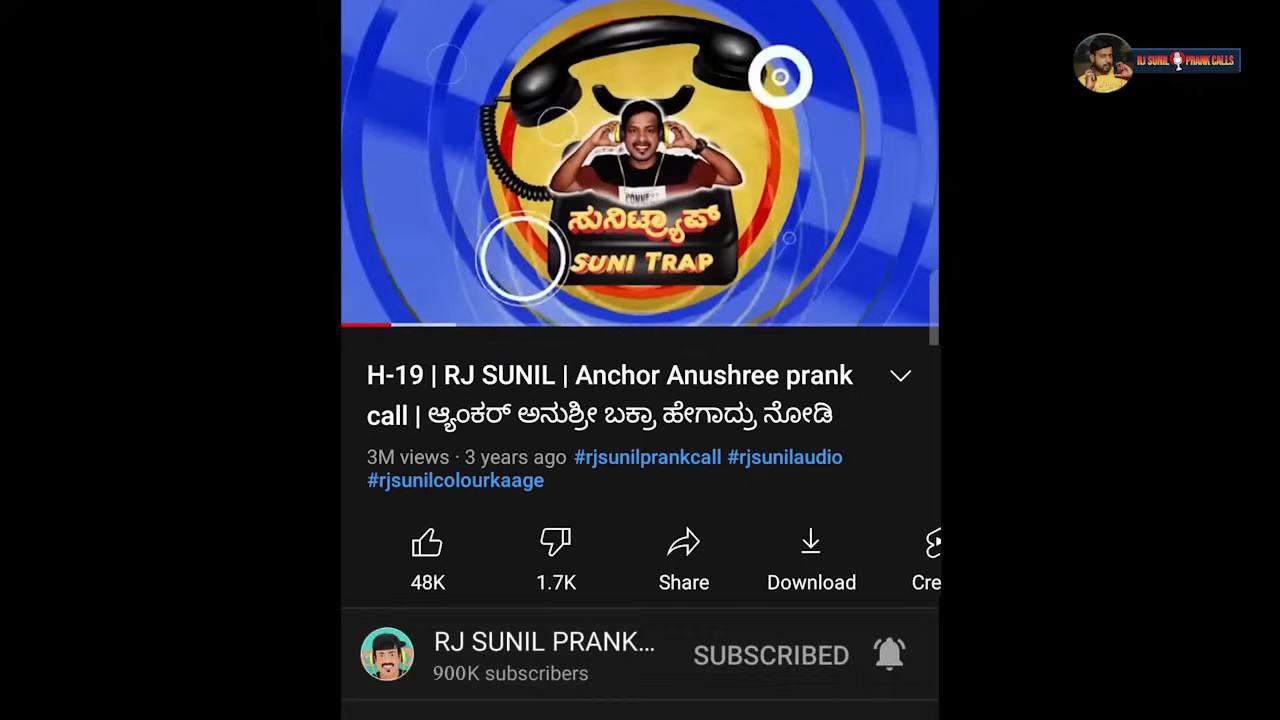 RJ SUNIL PRANK CALLS
ಸುನಿಟ್ರ್ಯಾಪ್
SUNI TRAP
H-19 | RJ SUNIL | Anchor Anushree prank
call | ಆ್ಯಂಕರ್ ಅನುಶ್ರೀ ಬಕ್ರಾ ಹೇಗಾದ್ರು ನೋಡಿ
3M views · 3 years ago #rjsunilprankcall #rjsunilaudio
#rjsunilcolourkaage
48K 1.7K Share Download Cre
RJ SUNIL PRANK...
900K subscribers
SUBSCRIBED